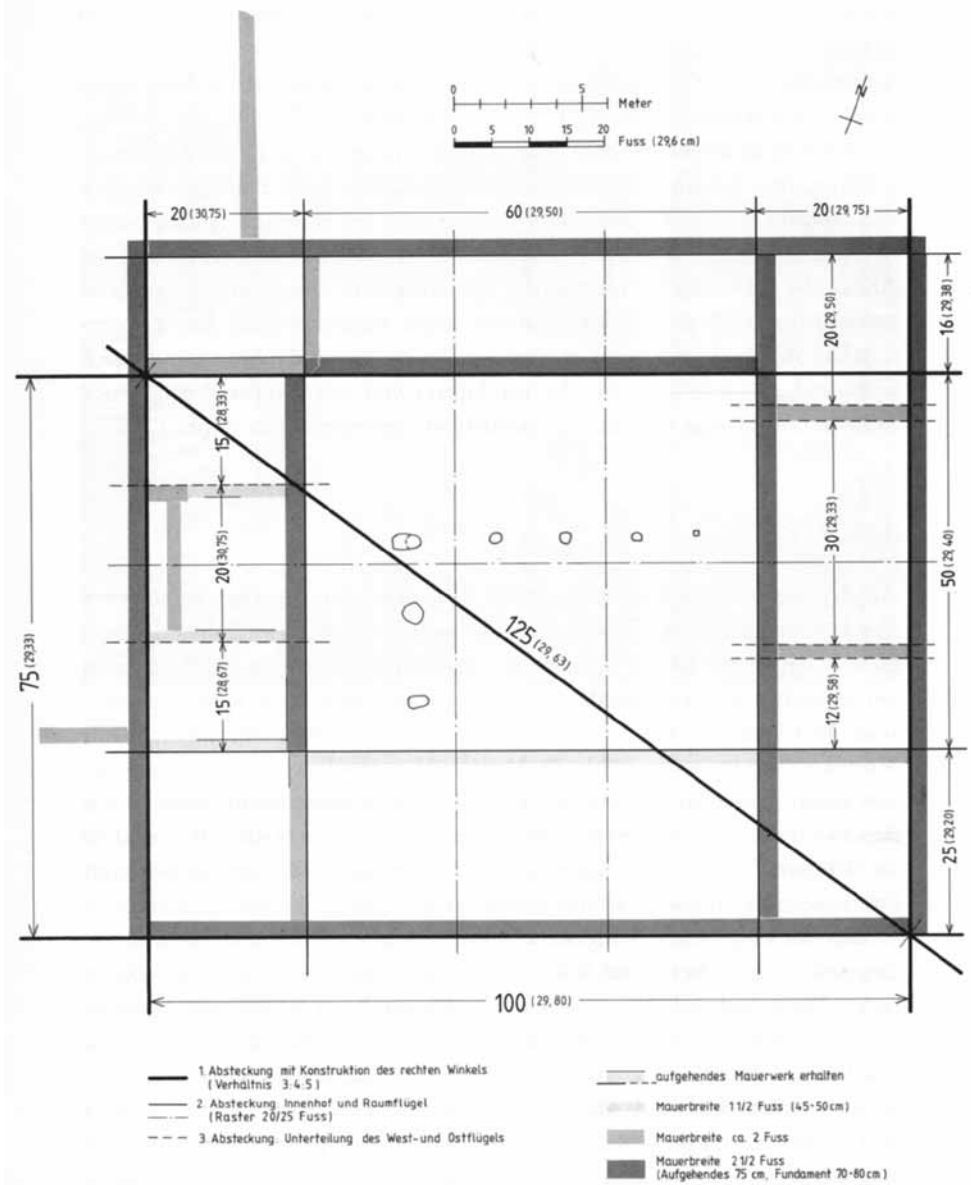 0 5 Meter
0 5 10 15 20 Fuss (29,6 cm)
N
20 (30,75)
60 (29,50)
20 (29,75)
20 (29,50)
16 (29,38)
15 (28,33)
20 (30,75)
15 (28,67)
75 (29,33)
125 (29,63)
30 (29,33)
50 (29,40)
12 (29,58)
25 (29,20)
100 (29,80)
1. Absteckung mit Konstruktion des rechten Winkels
(Verhältnis 3:4:5)
2. Absteckung: Innenhof und Raumflügel
(Raster 20/25 Fuss)
3. Absteckung: Unterteilung des West- und Ostflügels
aufgehendes Mauerwerk erhalten
Mauerbreite 1 1/2 Fuss (45-50cm)
Mauerbreite ca. 2 Fuss
Mauerbreite 2 1/2 Fuss
(Aufgehendes 75 cm, Fundament 70-80cm)